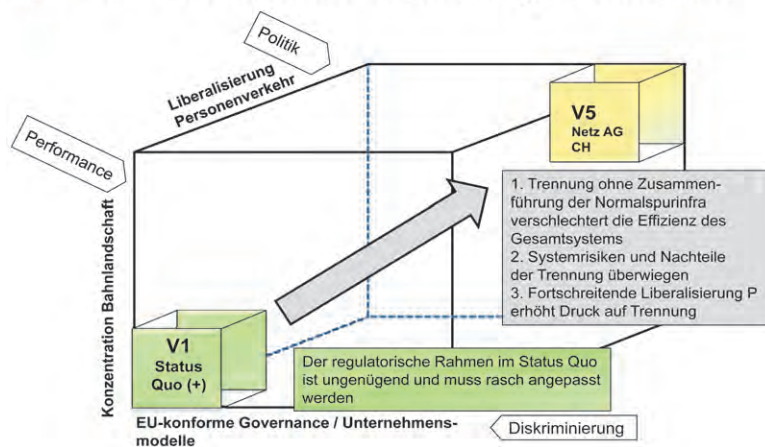 Politik
Liberalisierung
Personenverkehr
Performance
Konzentration Bahnlandschaft
V5
Netz AG
CH
1. Trennung ohne Zusammen-
führung der Normalspurinfra
verschlechtert die Effizienz des
Gesamtsystems
2. Systemrisiken und Nachteile
der Trennung überwiegen
3. Fortschreitende Liberalisierung P
erhöht Druck auf Trennung
V1
Status
Quo (+)
Der regulatorische Rahmen im Status Quo
ist ungenügend und muss rasch angepasst
werden
EU-konforme Governance / Unternehmens-
modelle
Diskriminierung